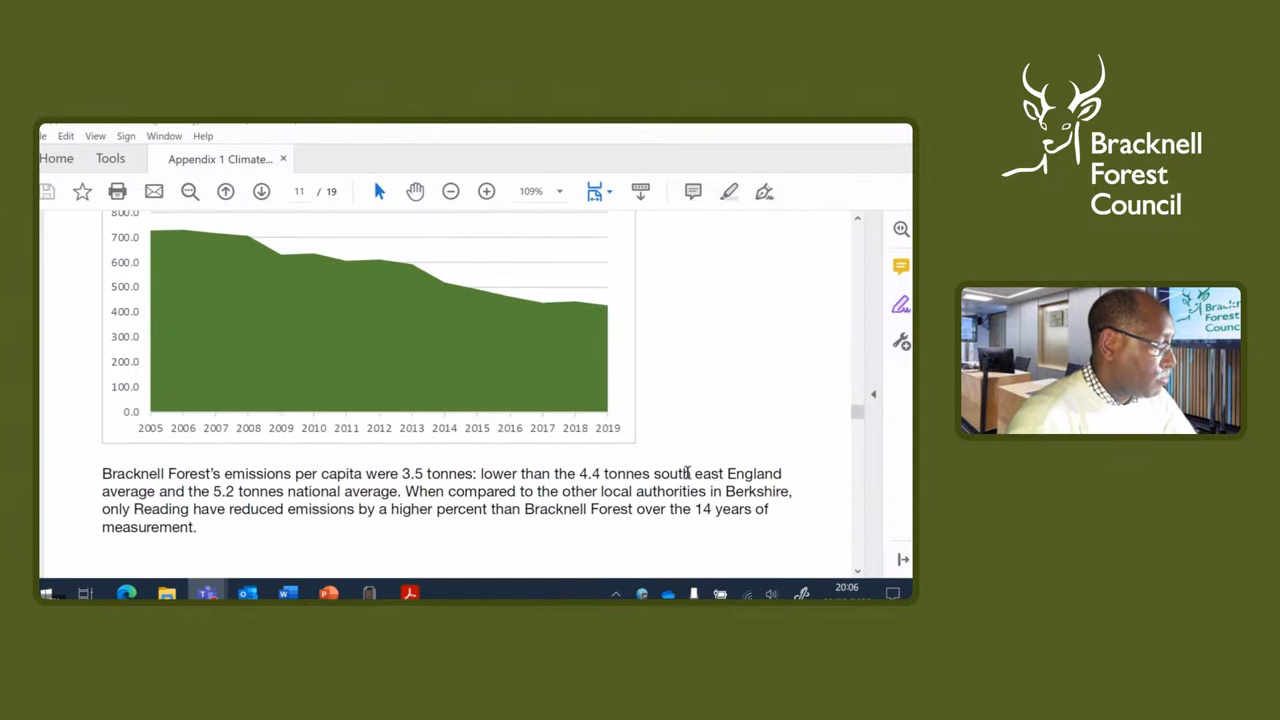 Edit View Sign Window Help
Home Tools Appendix 1 Climate... ×
11 / 19 109%
800.0
700.0
600.0
500.0
400.0
300.0
200.0
100.0
0.0
2005 2006 2007 2008 2009 2010 2011 2012 2013 2014 2015 2016 2017 2018 2019
Bracknell Forest's emissions per capita were 3.5 tonnes: lower than the 4.4 tonnes south east England
average and the 5.2 tonnes national average. When compared to the other local authorities in Berkshire,
only Reading have reduced emissions by a higher percent than Bracknell Forest over the 14 years of
measurement.
20:06
Bracknell
Forest
Council
Forest